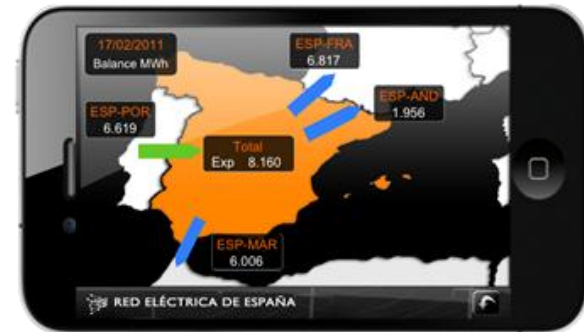 17/02/2011
Balance MWh
ESP-FRA
6.817
ESP-AND
1.956
ESP-POR
6.619
Total
Exp 8.160
ESP-MAR
6.006
RED ELÉCTRICA DE ESPAÑA